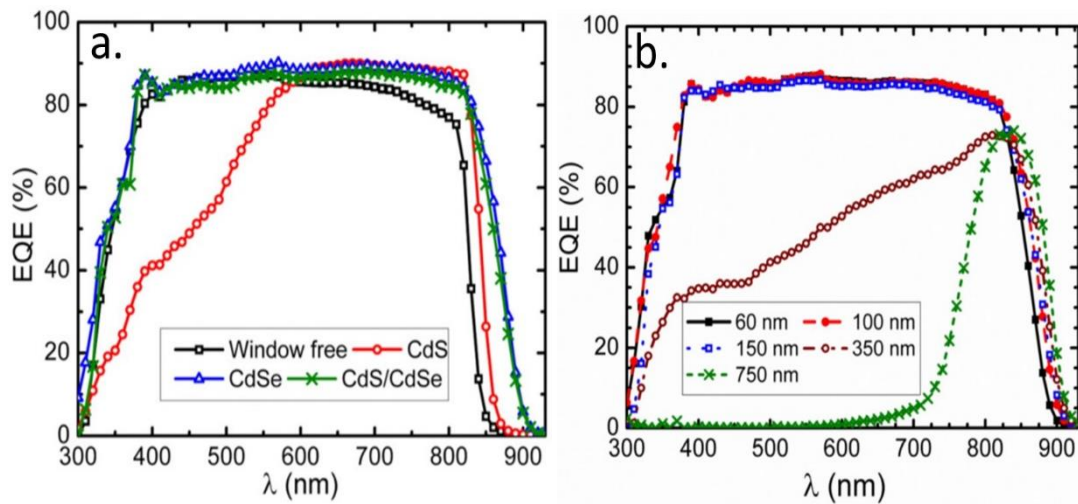 a.
EQE (%)
100
80
60
40
20
0
Window free
CdS
CdSe
CdS/CdSe
300 400 500 600 700 800 900
λ (nm)
b.
EQE (%)
100
80
60
40
20
0
60 nm
100 nm
150 nm
350 nm
750 nm
300 400 500 600 700 800 900
λ (nm)